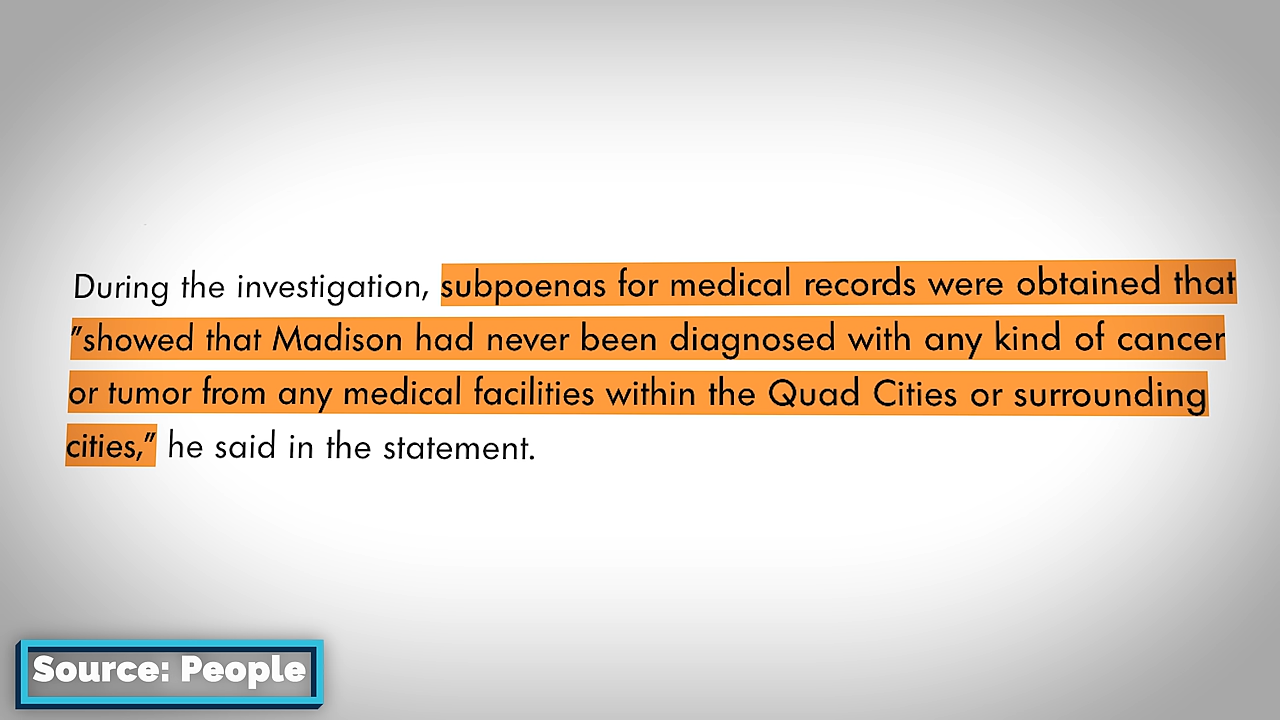 During the investigation, subpoenas for medical records were obtained that
"showed that Madison had never been diagnosed with any kind of cancer
or tumor from any medical facilities within the Quad Cities or surrounding
cities," he said in the statement.
Source: People